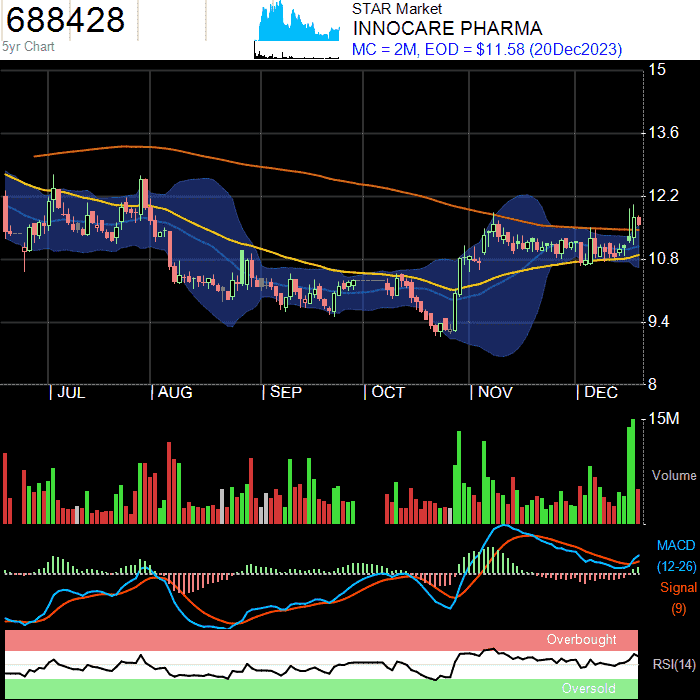 688428
5yr Chart
STAR Market
INNOCARE PHARMA
MC = 2M, EOD = $11.58 (20Dec2023)
15
13.6
12.2
10.8
9.4
8
| JUL | AUG | SEP | OCT | NOV | DEC
15M
Volume
MACD
(12-26)
Signal
(9)
Overbought
RSI(14)
Oversold